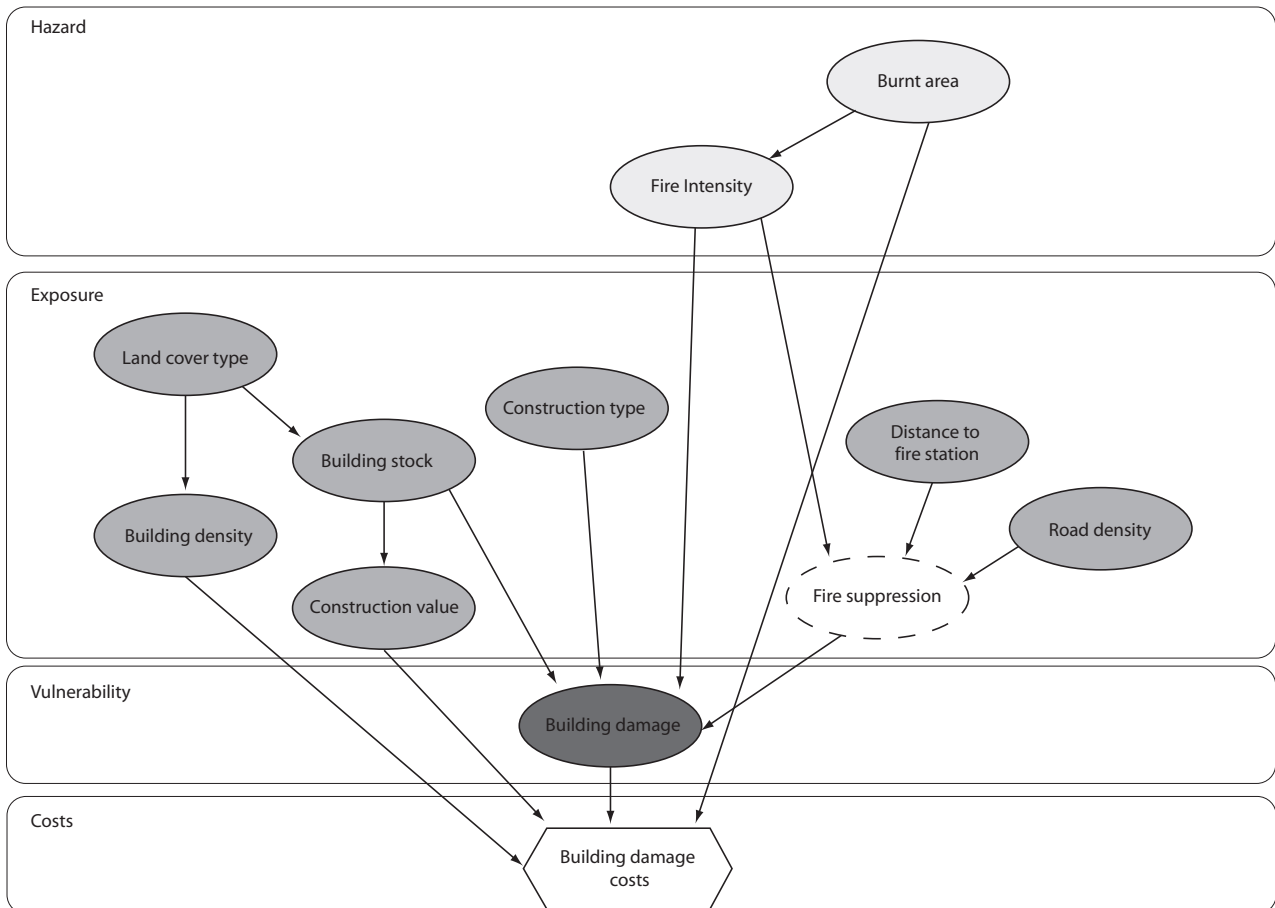 Hazard
Burnt area
Fire Intensity
Exposure
Land cover type
Construction type
Distance to
fire station
Building stock
Road density
Building density
Fire suppression
Construction value
Vulnerability
Building damage
Costs
Building damage
costs